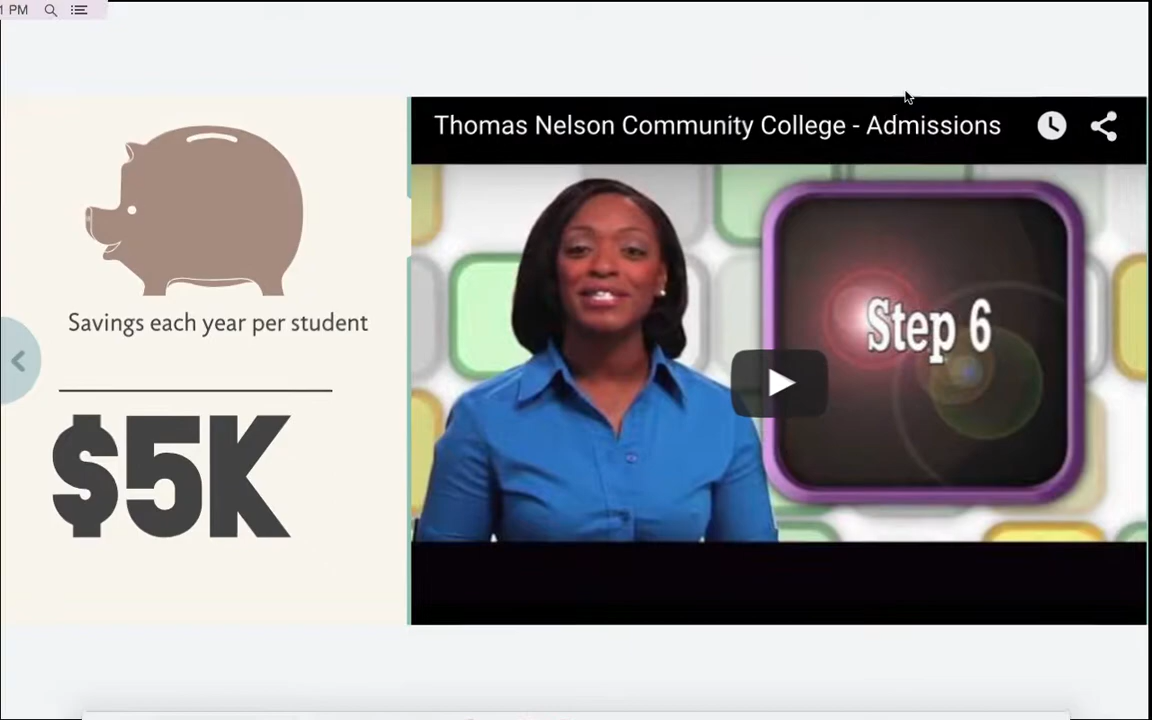 1 PM
Savings each year per student
$5K
Thomas Nelson Community College - Admissions
Step 6